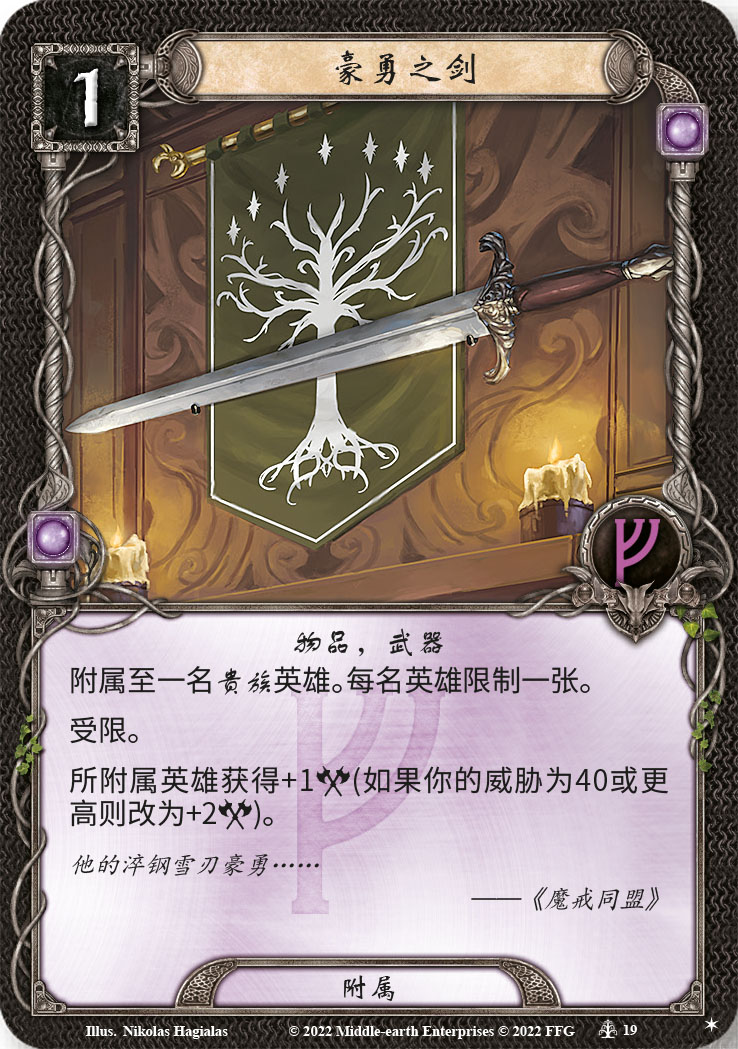 1
豪勇之剑
物品，武器
附属至一名贵族英雄。每名英雄限制一张。
受限。
所附属英雄获得+1(如果你的威胁为40或更
高则改为+2)。
他的淬钢雪刃豪勇……
——《魔戒同盟》
附属
Illus. Nikolas Hagialas © 2022 Middle-earth Enterprises © 2022 FFG 19